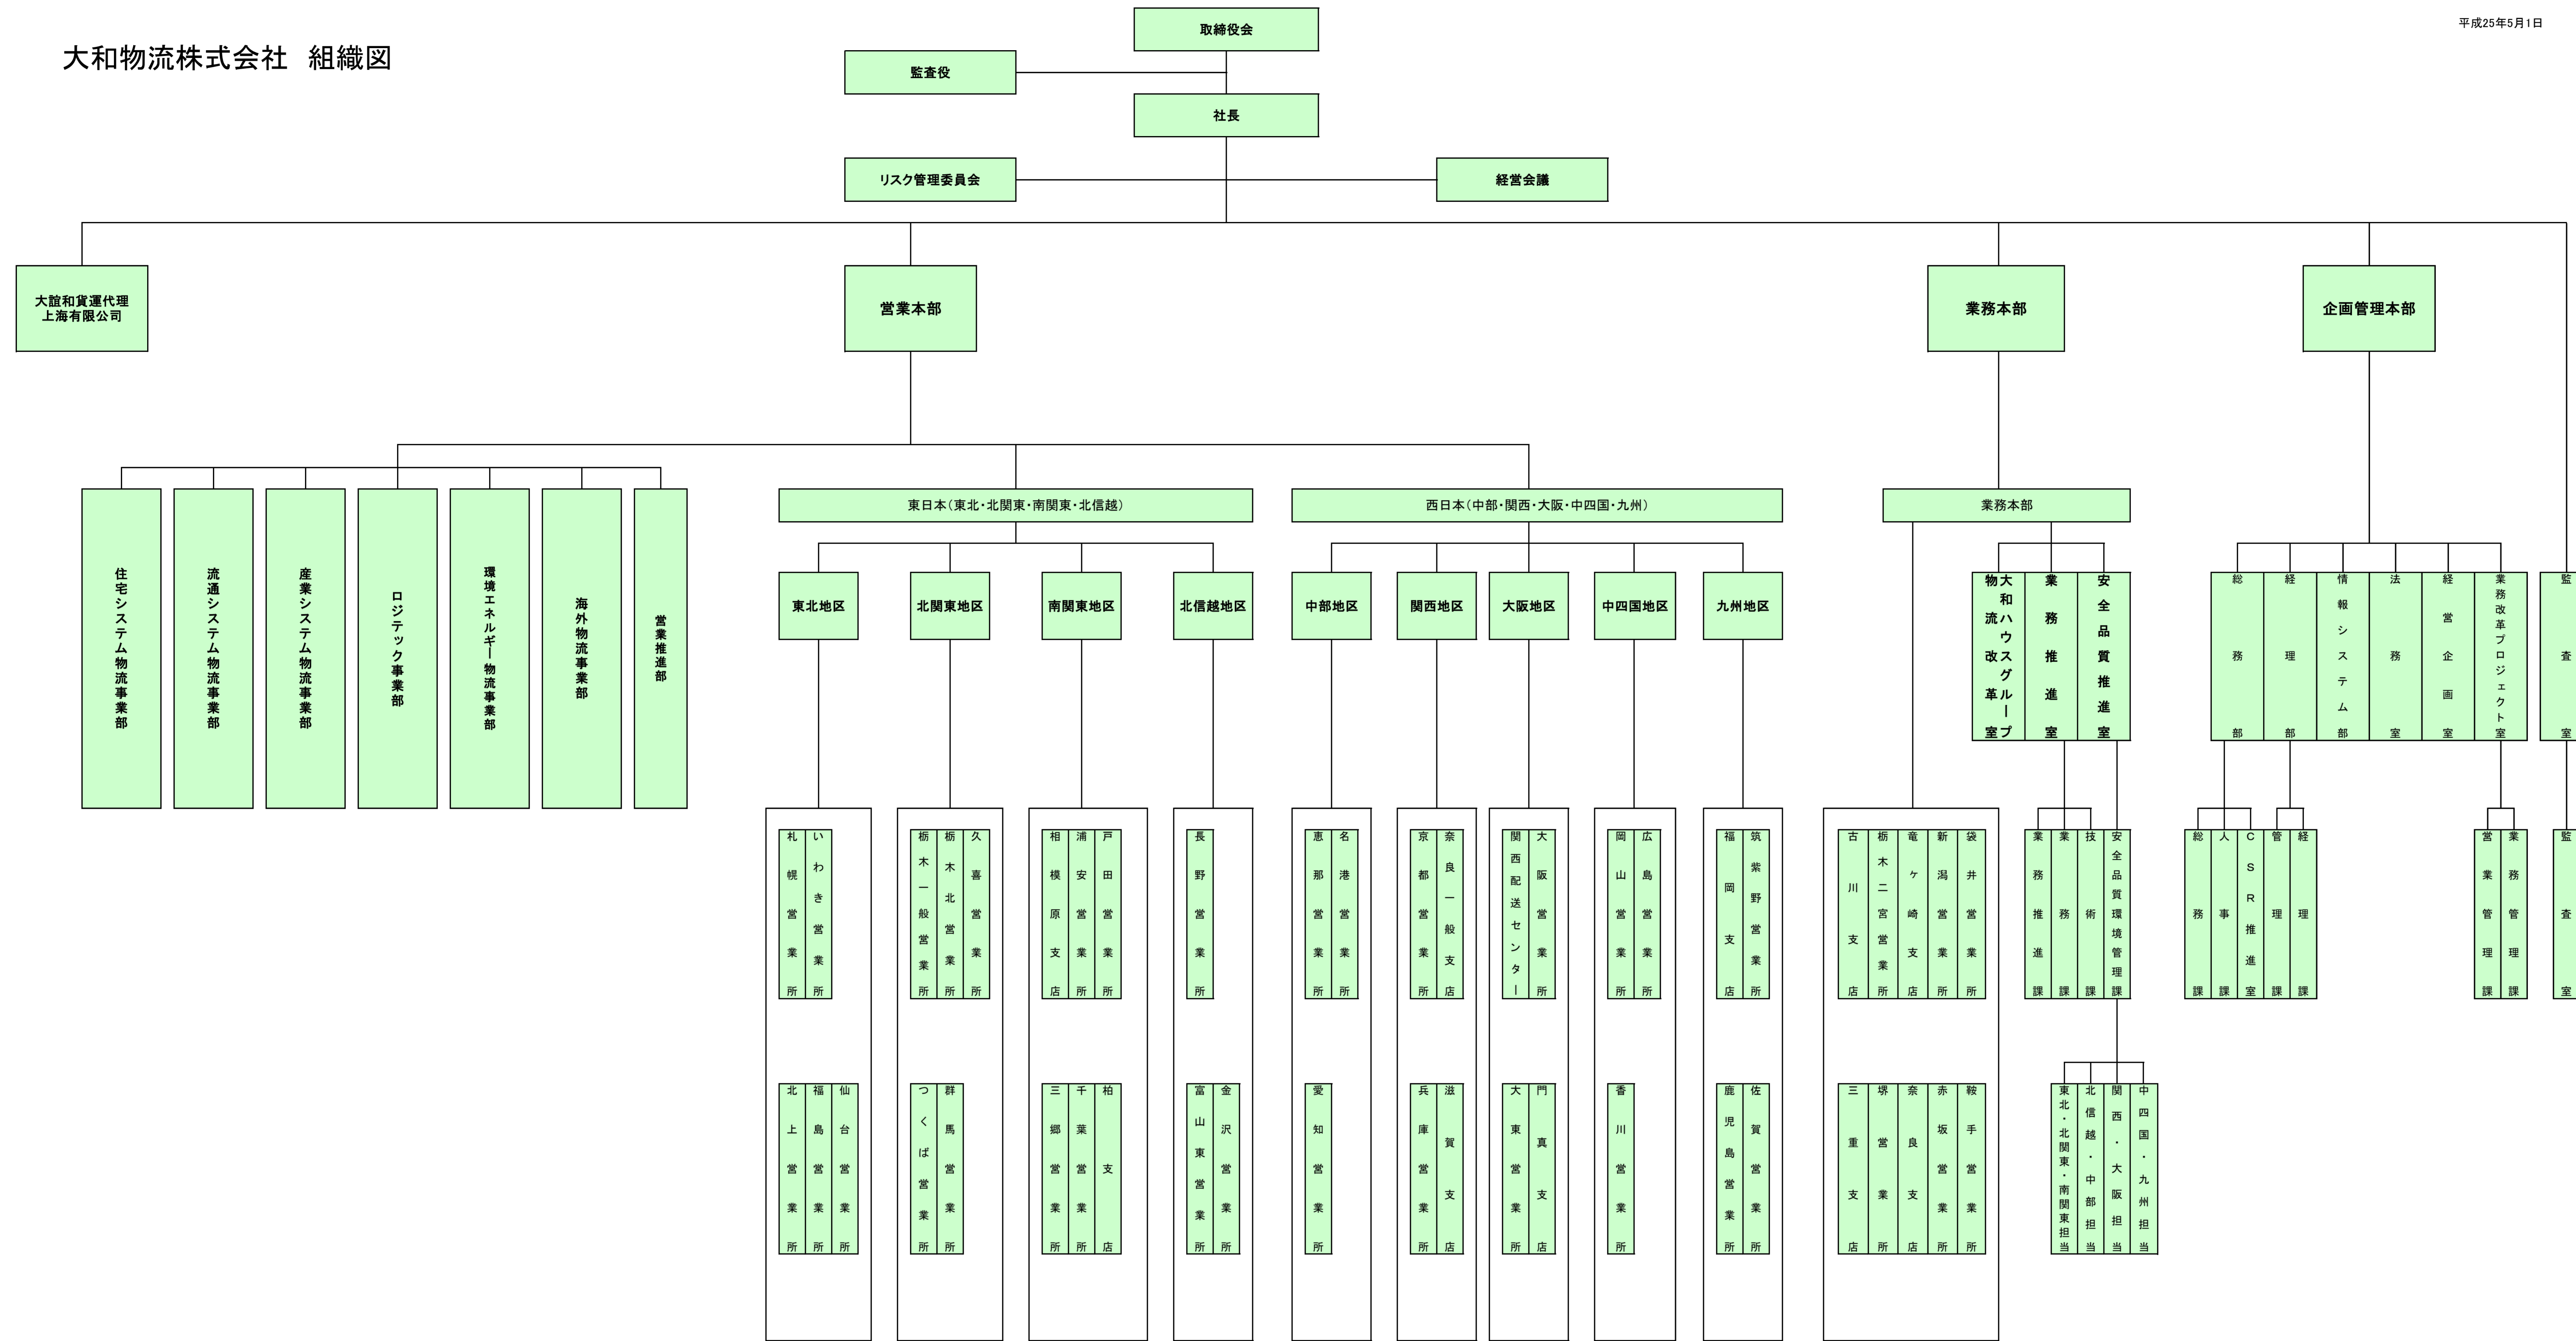 平成25年5月1日
大和物流株式会社　組織図
取締役会
監査役
社長
リスク管理委員会
経営会議
大誼和貨運代理
上海有限公司
営業本部
業務本部
企画管理本部
住宅システム物流事業部
流通システム物流事業部
産業システム物流事業部
ロジテック事業部
環境エネルギー物流事業部
海外物流事業部
営業推進部
東日本（東北・北関東・南関東・北信越）
西日本（中部・関西・大阪・中四国・九州）
業務本部
東北地区
北関東地区
南関東地区
北信越地区
中部地区
関西地区
大阪地区
中四国地区
九州地区
大和ハウスグループ
物流改革室
業務推進室
安全品質推進室
総務部
経理部
情報システム部
法務室
経営企画室
業務改革プロジェクト室
監査室
札幌営業所
いわき営業所
栃木一般営業所
栃木北営業所
久喜営業所
相模原支店
浦安営業所
戸田営業所
長野営業所
恵那営業所
名港営業所
京都営業所
奈良一般支店
関西配送センター
大阪営業所
岡山営業所
広島営業所
福岡支店
筑紫野営業所
古川支店
栃木二宮営業所
竜ヶ崎支店
新潟営業所
袋井営業所
業務推進課
業務課
技術課
安全品質環境管理課
総務課
人事課
CSR推進室
管理課
経理課
営業管理課
業務管理課
監査室
北上営業所
福島営業所
仙台営業所
つくば営業所
群馬営業所
三郷営業所
千葉営業所
柏支店
富山東営業所
金沢営業所
愛知営業所
兵庫営業所
滋賀支店
大東営業所
門真支店
香川営業所
鹿児島営業所
佐賀営業所
三重支店
堺営業所
奈良支店
赤坂営業所
鞍手営業所
東北・北関東・南関東担当
北信越・中部担当
関西・大阪担当
中四国・九州担当